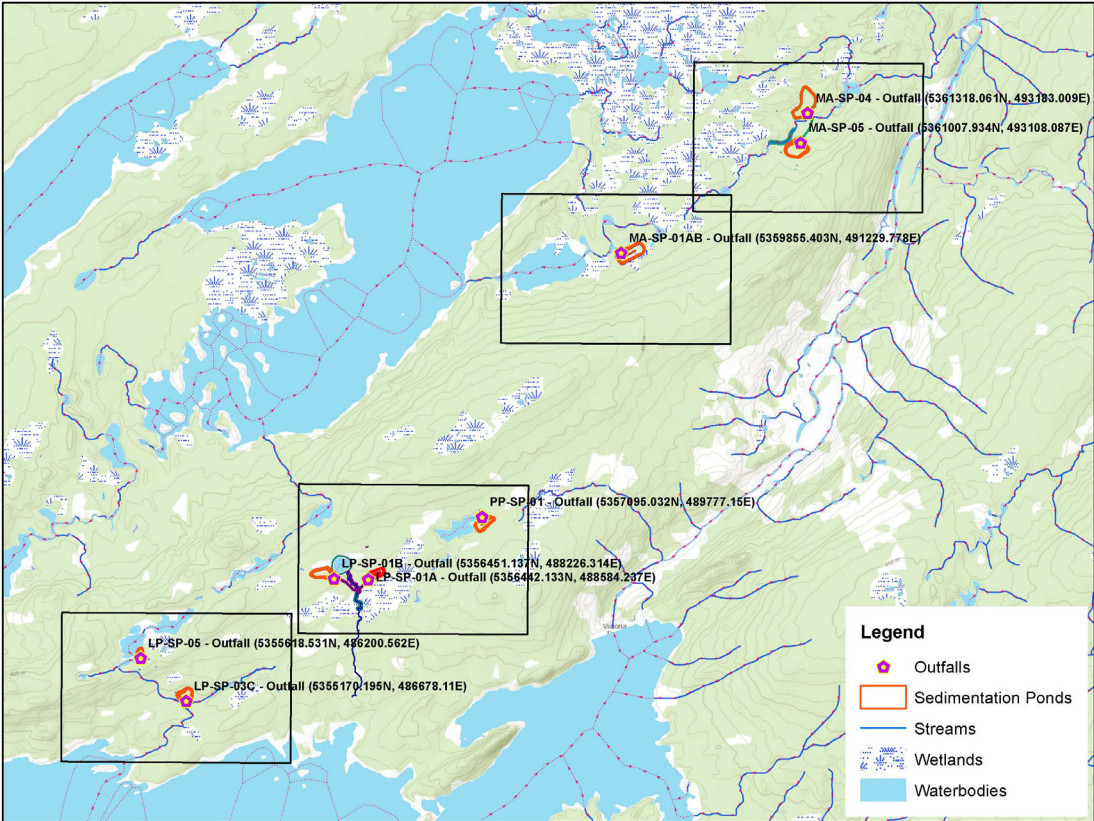 MA-SP-04 - Outfall (5361318.061N, 493183.009E)
MA-SP-05 - Outfall (5361007.934N, 493108.087E)
MA-SP-01AB - Outfall (5359855.403N, 491229.778E)
PP-SP-01 - Outfall (5357095.032N, 489777.15E)
LP-SP-01B - Outfall (5356451.137N, 488226.314E)
LP-SP-01A - Outfall (5356442.133N, 488584.237E)
Victoria
LP-SP-05 - Outfall (5355618.531N, 486200.562E)
LP-SP-03C - Outfall (5355170.195N, 486678.11E)
Legend
Outfalls
Sedimentation Ponds
Streams
Wetlands
Waterbodies